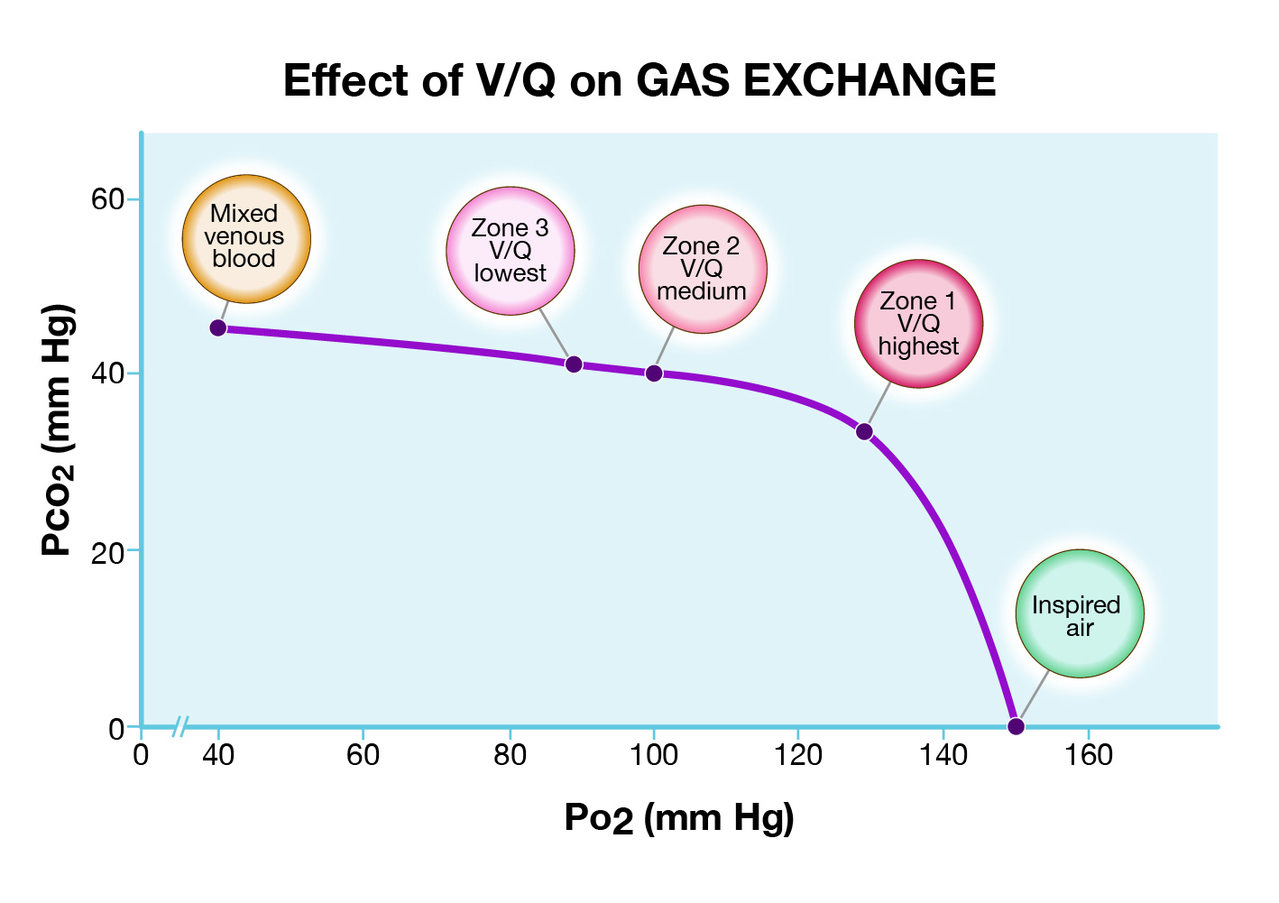 Effect of V/Q on GAS EXCHANGE
Mixed
venous
blood
Zone 3
V/Q
lowest
Zone 2
V/Q
medium
Zone 1
V/Q
highest
Inspired
air
Pco2 (mm Hg)
60
40
20
0
0 40 60 80 100 120 140 160
Po2 (mm Hg)